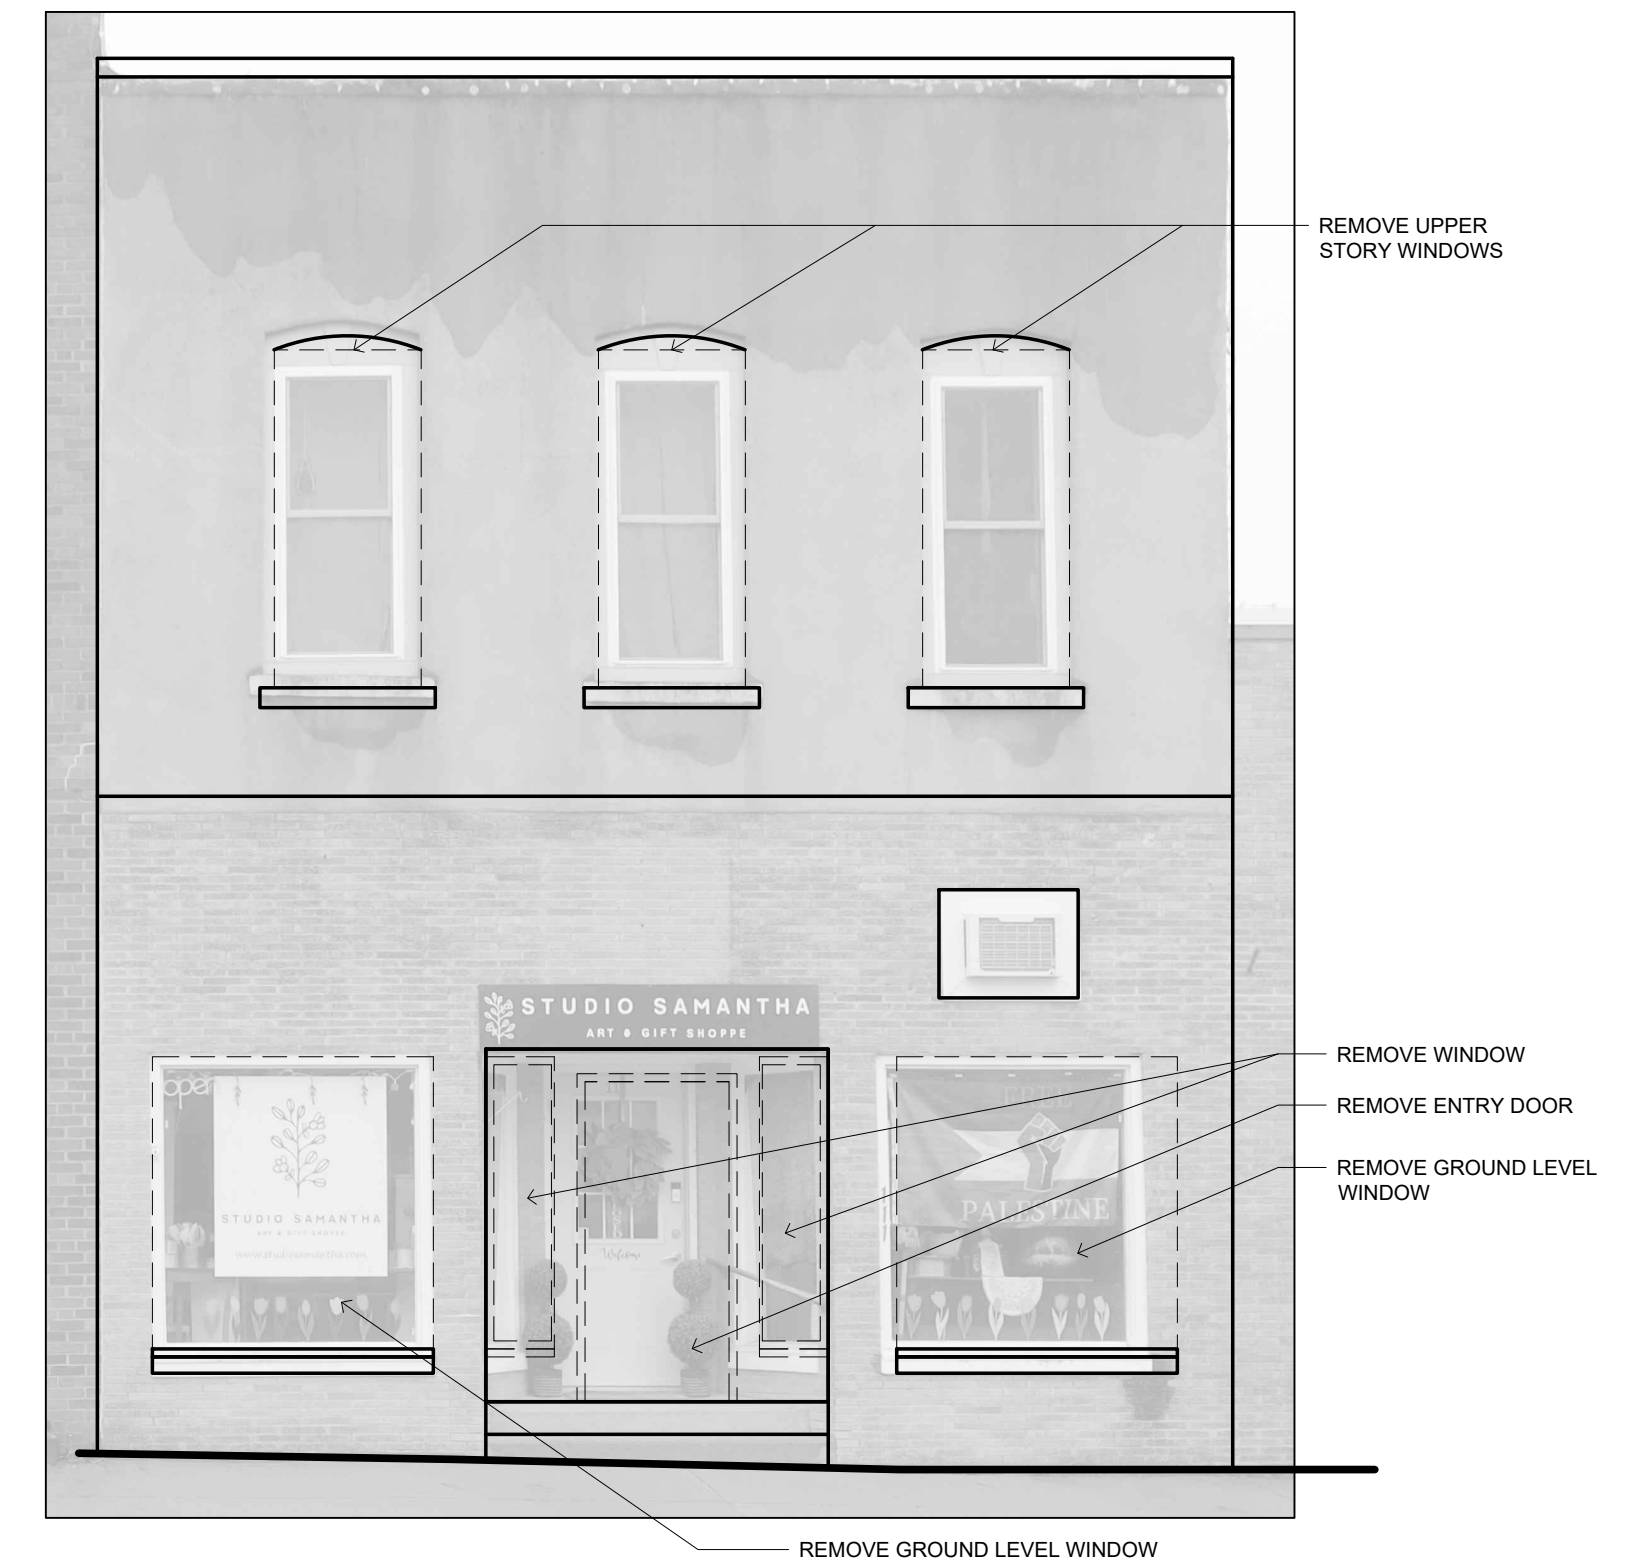 REMOVE UPPER
STORY WINDOWS
STUDIO SAMANTHA
ART & GIFT SHOPPE
REMOVE WINDOW
REMOVE ENTRY DOOR
REMOVE GROUND LEVEL
WINDOW
open
STUDIO SAMANTHA
ART & GIFT SHOPPE
www.studiosamantha.com
Welcome
FREE
PALESTINE
REMOVE GROUND LEVEL WINDOW